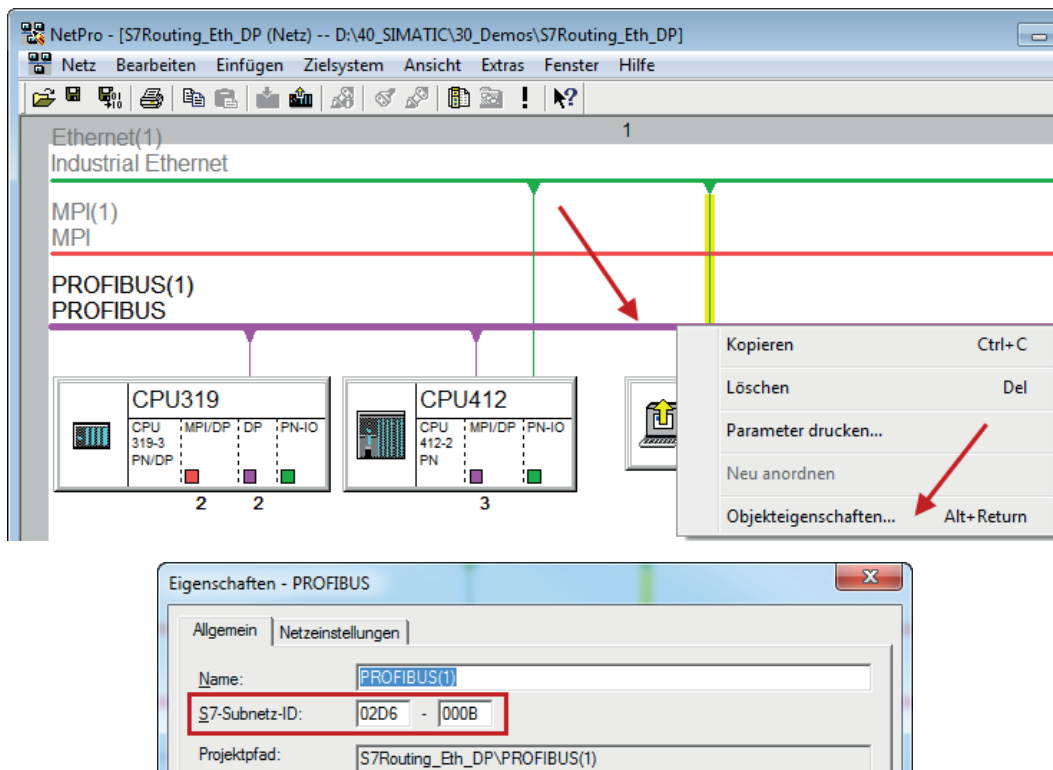 NetPro - [S7Routing_Eth_DP (Netz) -- D:\40_SIMATIC\30_Demos\S7Routing_Eth_DP]
Netz Bearbeiten Einfügen Zielsystem Ansicht Extras Fenster Hilfe
1
Ethernet(1)
Industrial Ethernet
MPI(1)
MPI
PROFIBUS(1)
PROFIBUS
CPU319
CPU 319-3 PN/DP
MPI/DP
DP
PN-IO
2 2
CPU412
CPU 412-2 PN
MPI/DP
PN-IO
3
Kopieren Ctrl+C
Löschen Del
Parameter drucken...
Neu anordnen
Objekteigenschaften... Alt+Return
Eigenschaften - PROFIBUS
Allgemein Netzeinstellungen
Name: PROFIBUS(1)
S7-Subnetz-ID: 02D6 - 000B
Projektpfad: S7Routing_Eth_DP\PROFIBUS(1)